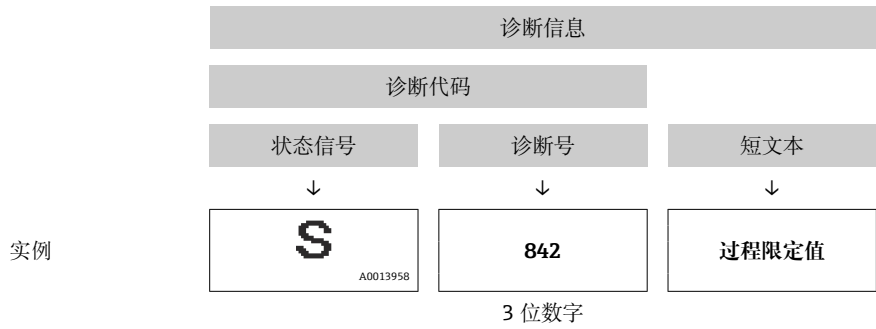 诊断信息
诊断代码
状态信号 诊断号 短文本
↓ ↓ ↓
实例 S 842 过程限定值
A0013958
3 位数字